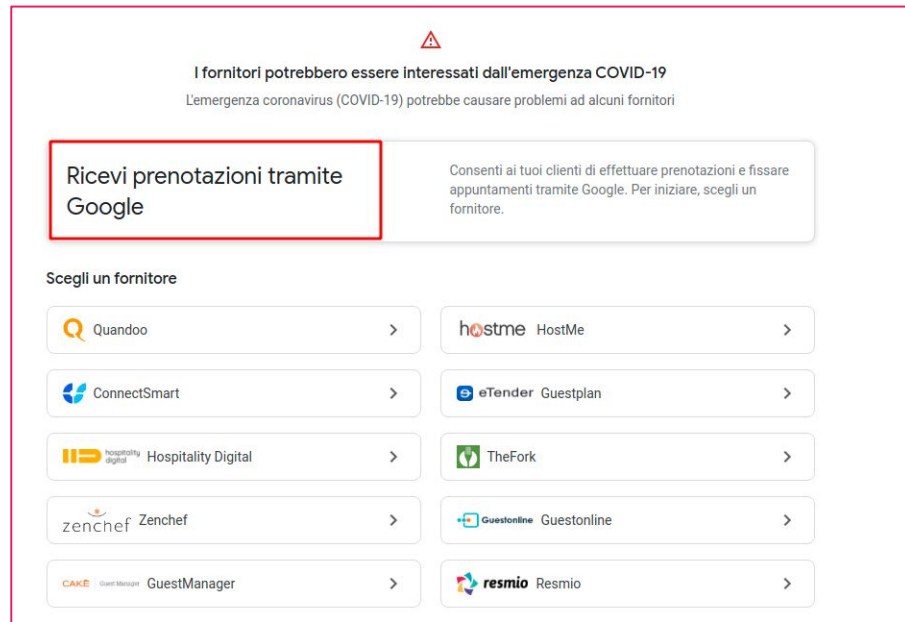 I fornitori potrebbero essere interessati dall'emergenza COVID-19
L'emergenza coronavirus (COVID-19) potrebbe causare problemi ad alcuni fornitori
Ricevi prenotazioni tramite
Google
Consenti ai tuoi clienti di effettuare prenotazioni e fissare
appuntamenti tramite Google. Per iniziare, scegli un
fornitore.
Scegli un fornitore
Quandoo
hostme HostMe
ConnectSmart
eTender Guestplan
hospitality
digital
Hospitality Digital
TheFork
zenchef Zenchef
Guestonline Guestonline
CAKE Guest Manager GuestManager
resmio Resmio